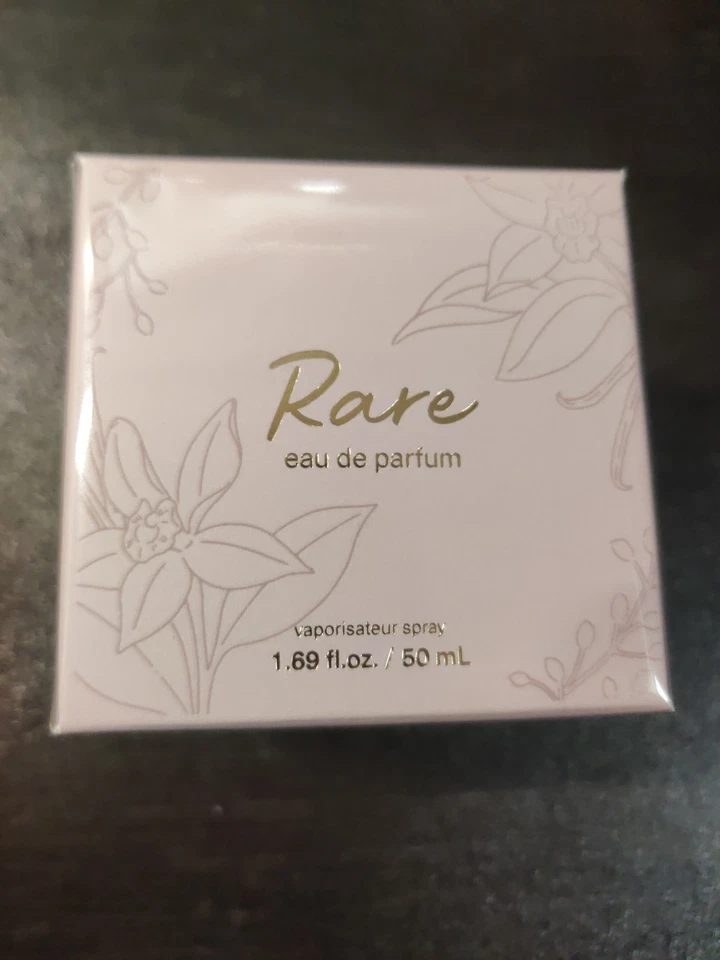 Rare
eau de parfum
vaporisateur spray
1.69 fl.oz. / 50 mL